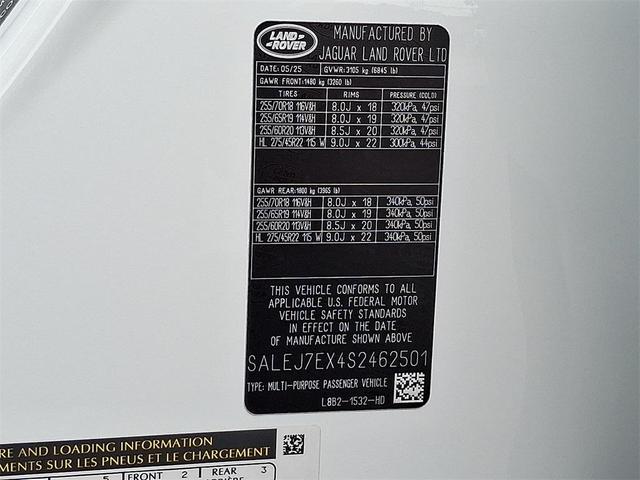 LAND
ROVER
MANUFACTURED BY
JAGUAR LAND ROVER LTD
DATE: 05/25 GVWR: 3105 kg (6845 lb)
GAWR FRONT: 1480 kg (3260 lb)
TIRES RIMS PRESSURE (COLD)
255/70R18 116V&H 8.0J x 18 320kPa, 47psi
255/65R19 114V&H 8.0J x 19 320kPa, 47psi
255/60R20 113V&H 8.5J x 20 320kPa, 47psi
HL 275/45R22 115 W 9.0J x 22 300kPa, 44psi
GAWR REAR: 1800 kg (3965 lb)
255/70R18 116V&H 8.0J x 18 340kPa, 50psi
255/65R19 114V&H 8.0J x 19 340kPa, 50psi
255/60R20 113V&H 8.5J x 20 340kPa, 50psi
HL 275/45R22 115 W 9.0J x 22 340kPa, 50psi
THIS VEHICLE CONFORMS TO ALL
APPLICABLE U.S. FEDERAL MOTOR
VEHICLE SAFETY STANDARDS
IN EFFECT ON THE DATE OF
MANUFACTURE SHOWN ABOVE
SALEJ7EX4S2462501
TYPE: MULTI-PURPOSE PASSENGER VEHICLE
L8B2-1532-HD
RE AND LOADING INFORMATION
EMENTS SUR LES PNEUS ET LE CHARGEMENT
5 FRONT 2 REAR 3